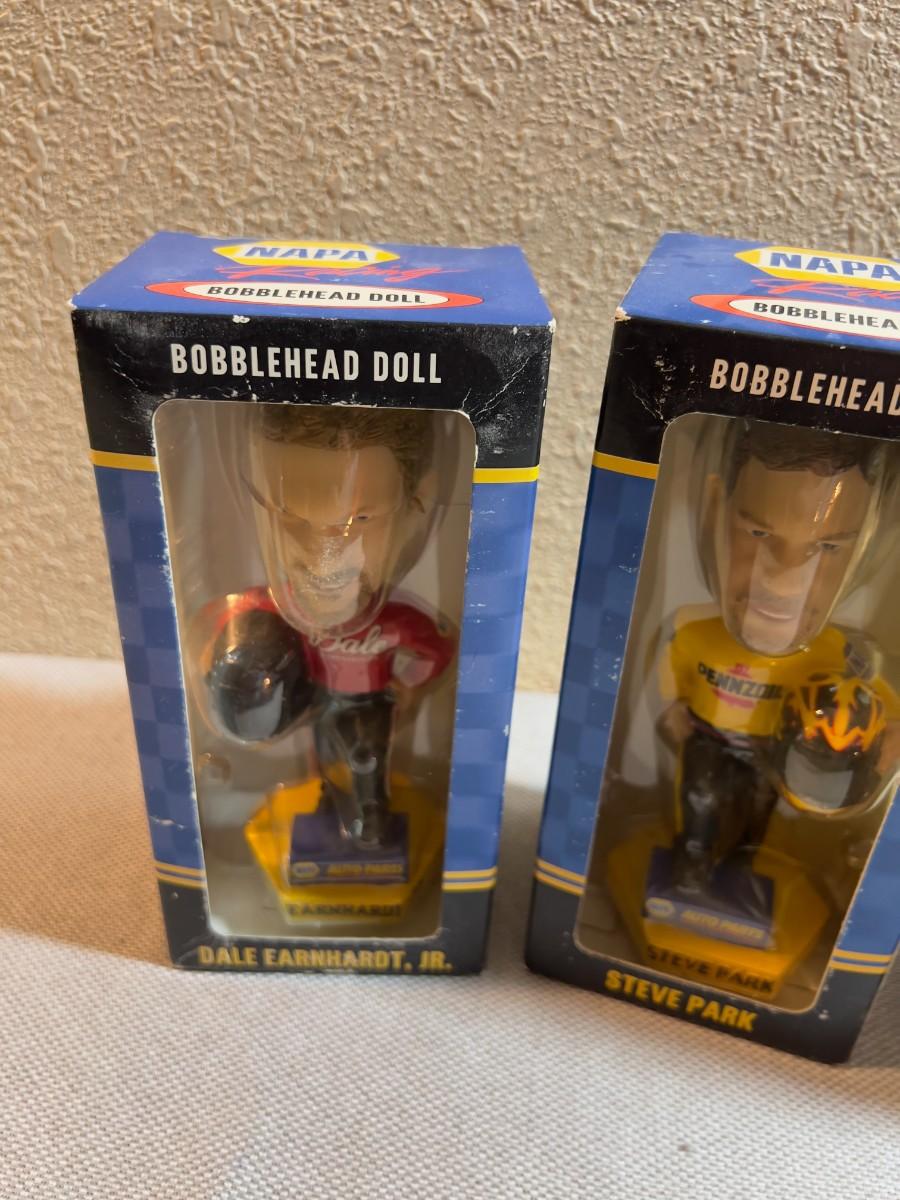 NAPA
Racing
BOBBLEHEAD DOLL
BOBBLEHEAD DOLL
Dale
AUTO PARTS
EARNHARDT
DALE EARNHARDT, JR.
NAPA
BOBBLEHEA
BOBBLEHEAD
PENNZOIL
AUTO PARTS
STEVE PARK
STEVE PARK